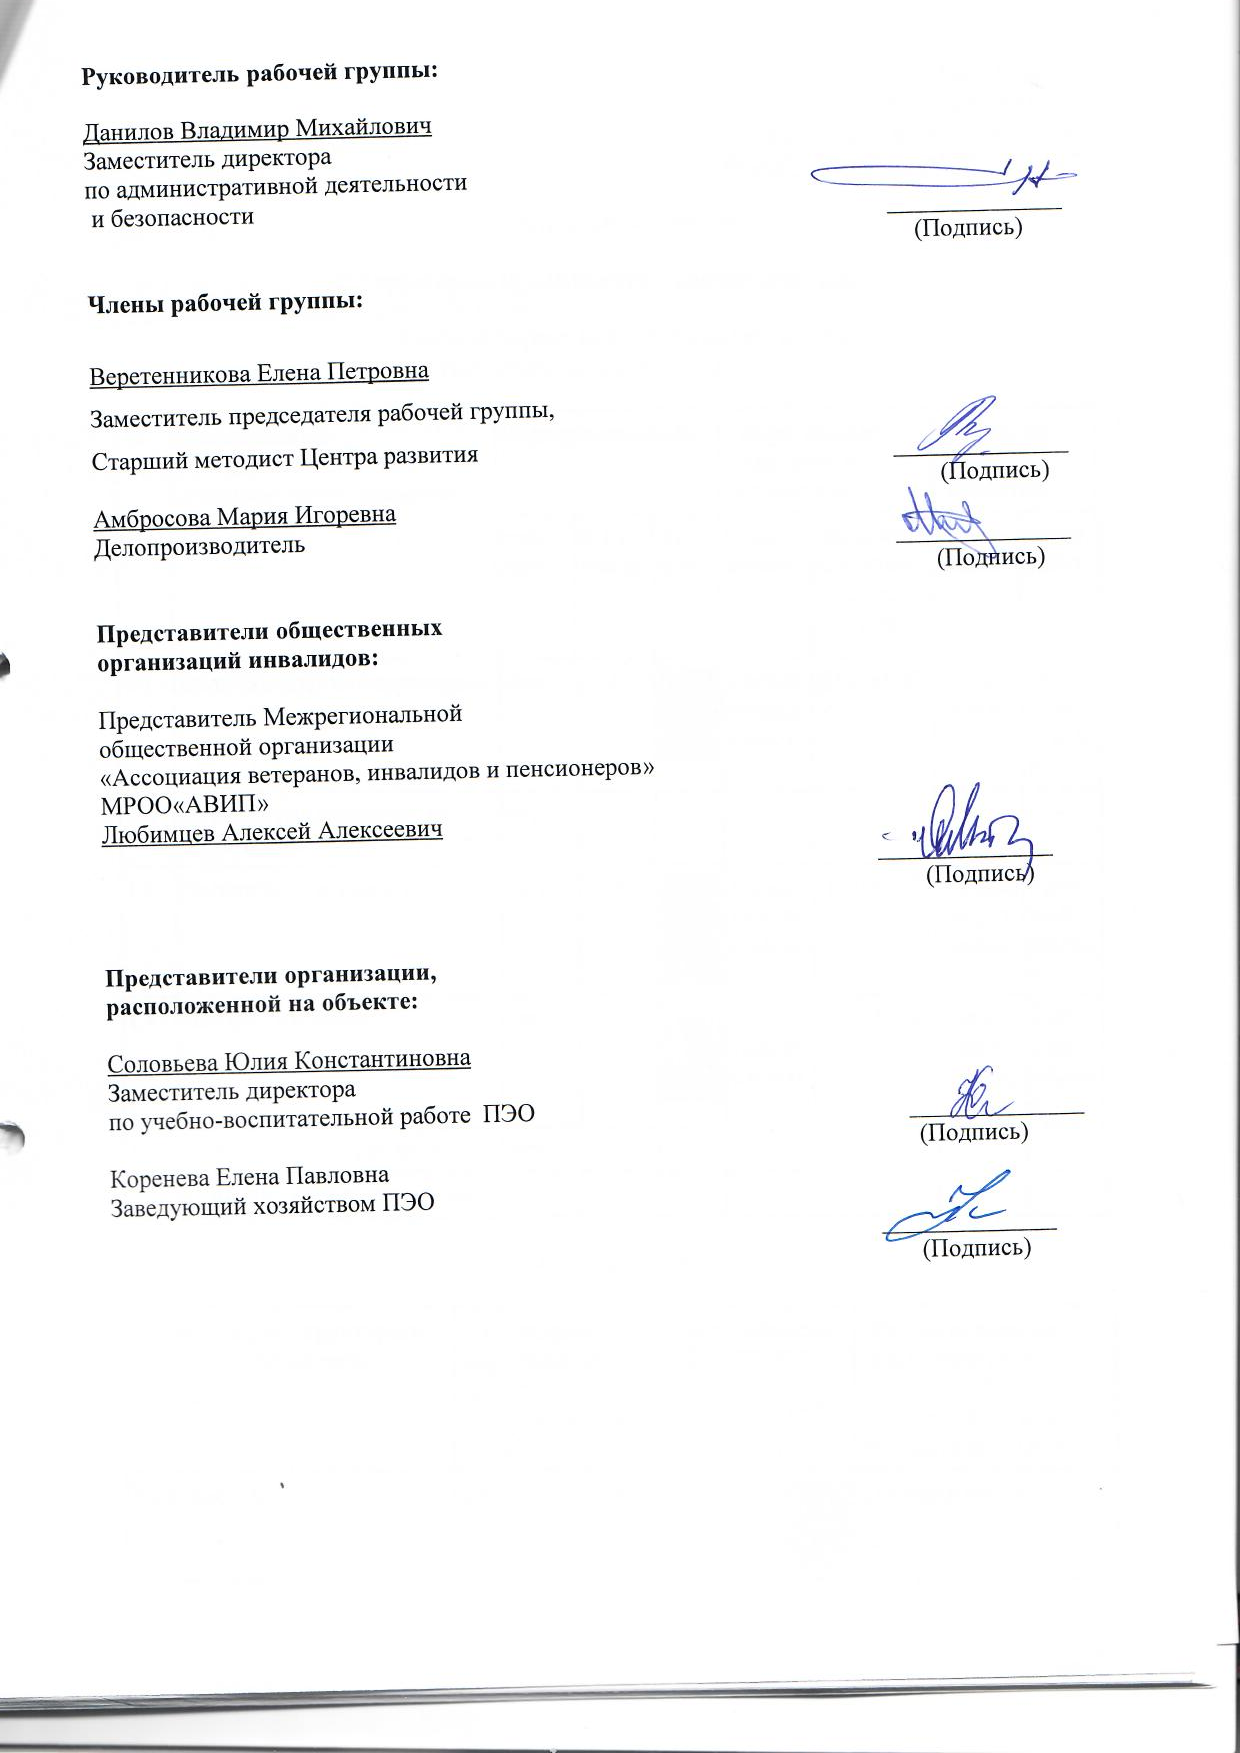 Руководитель рабочей группы:
Данилов Владимир Михайлович
Заместитель директора
по административной деятельности
и безопасности
(Подпись)
Члены рабочей группы:
Веретенникова Елена Петровна
Заместитель председателя рабочей группы,
Старший методист Центра развития
(Подпись)
Амбросова Мария Игоревна
Делопроизводитель
(Подпись)
Представители общественных
организаций инвалидов:
Представитель Межрегиональной
общественной организации
«Ассоциация ветеранов, инвалидов и пенсионеров»
МРОО«АВИП»
Любимцев Алексей Алексеевич
(Подпись)
Представители организации,
расположенной на объекте:
Соловьева Юлия Константиновна
Заместитель директора
по учебно-воспитательной работе  ПЭО
(Подпись)
Коренева Елена Павловна
Заведующий хозяйством ПЭО
(Подпись)